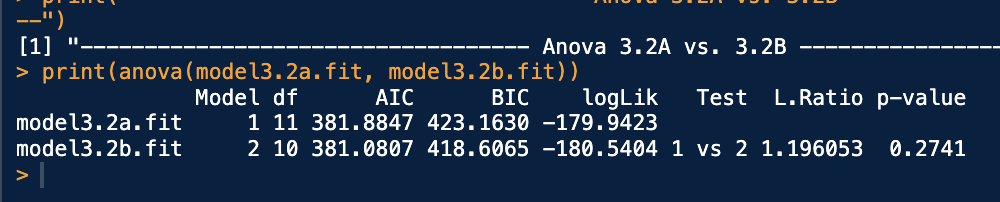 > print("--------------------------------- Anova 3.2A vs. 3.2B
--")
[1] "----------------------------------- Anova 3.2A vs. 3.2B ----------------
> print(anova(model3.2a.fit, model3.2b.fit))
Model df AIC BIC logLik Test L.Ratio p-value
model3.2a.fit 1 11 381.8847 423.1630 -179.9423
model3.2b.fit 2 10 381.0807 418.6065 -180.5404 1 vs 2 1.196053 0.2741
>